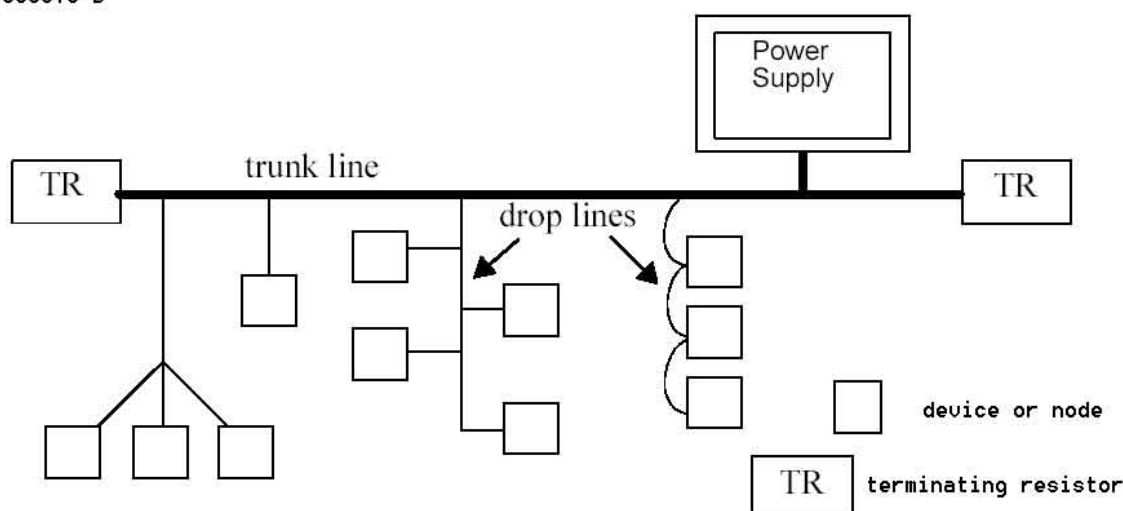 Power
Supply
TR
trunk line
TR
drop lines
device or node
TR
terminating resistor